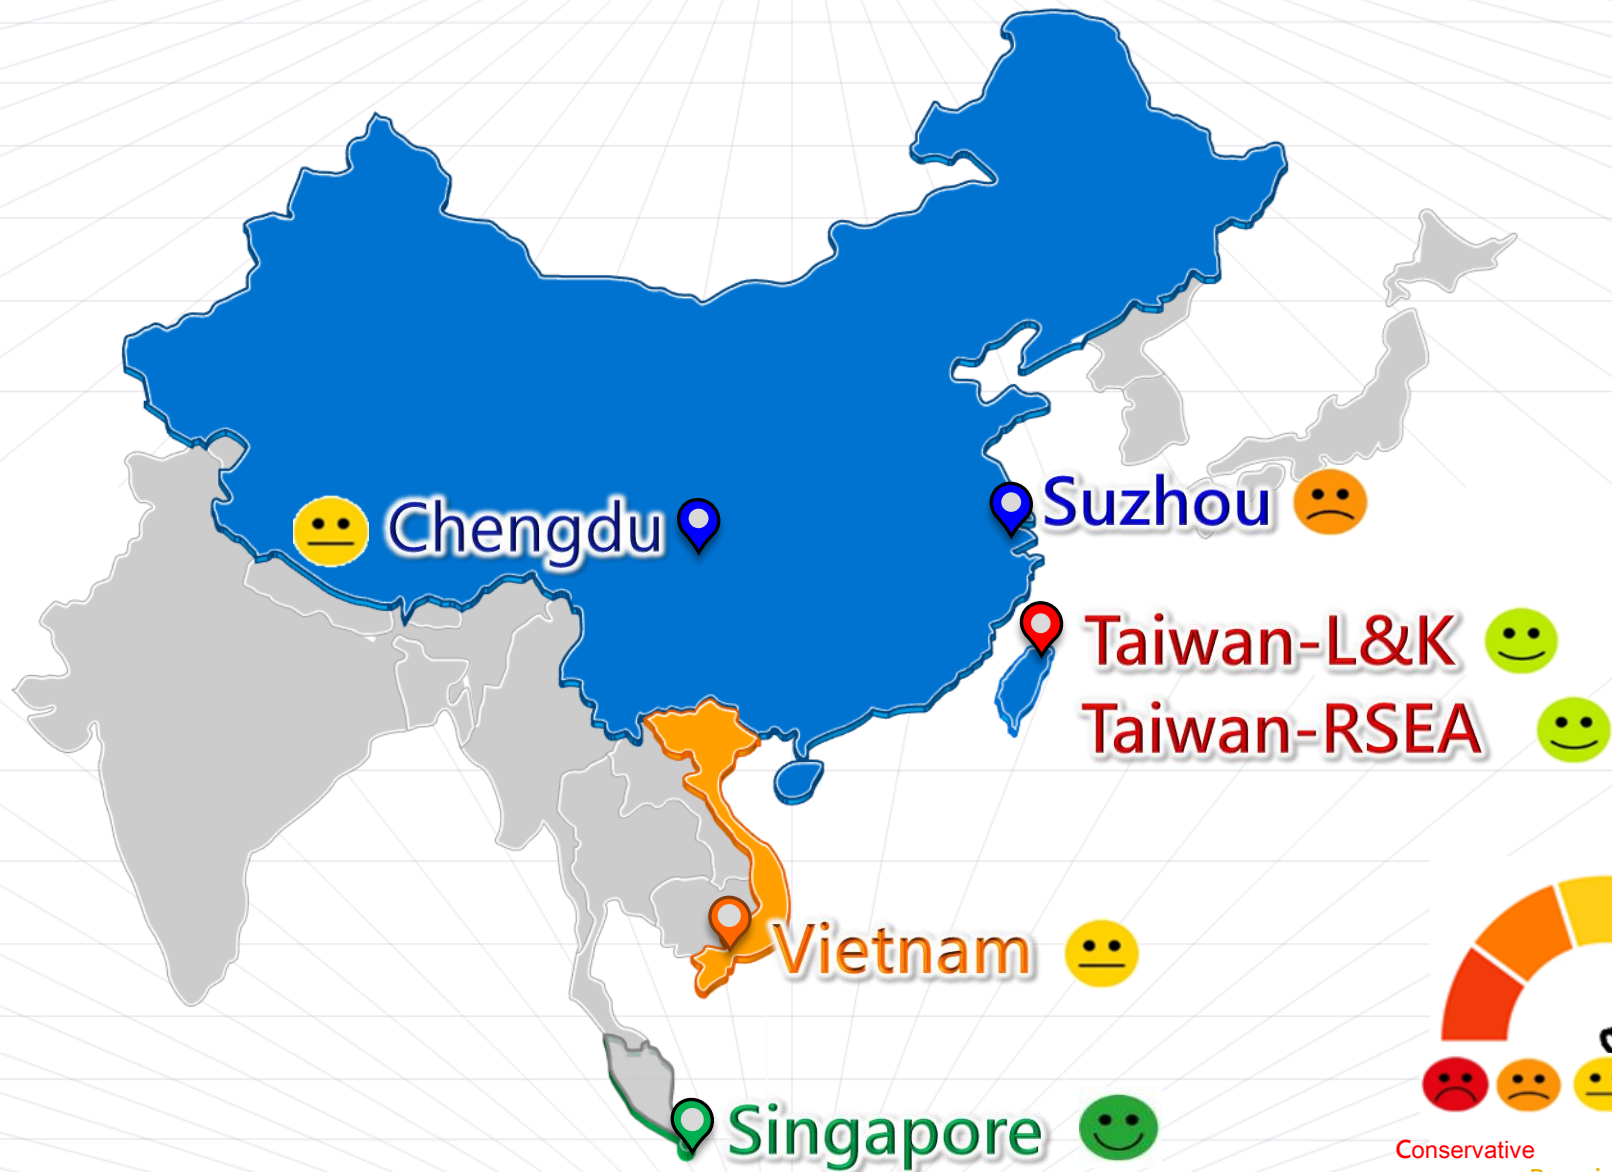 Suzhou
Chengdu
Taiwan-L&K
Taiwan-RSEA
Vietnam
Singapore
Conservative